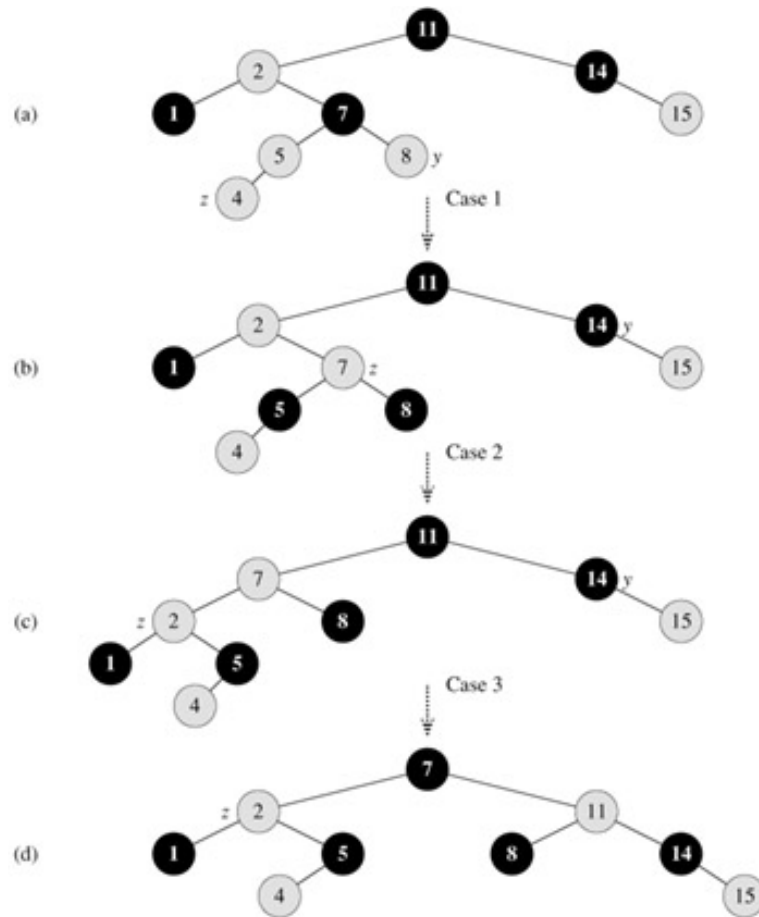 11
2 14
(a) 1 7 15
5 8 y
z 4 Case 1
11
2 14 y
(b) 1 7 z 15
5 8
4 Case 2
11
7 14 y
(c) z 2 8 15
1 5
4 Case 3
7
z 2 11
(d) 1 5 8 14
4 15